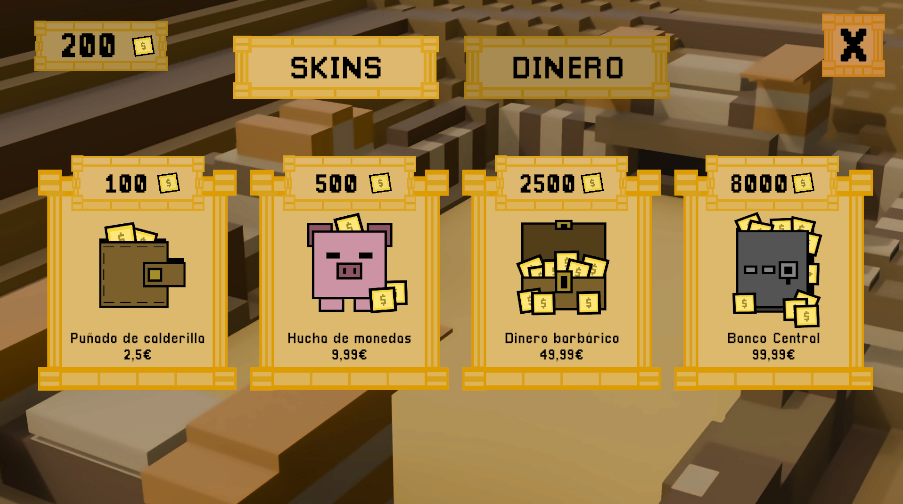 200
SKINS
DINERO
X
100
500
2500
8000
Puñado de calderilla
2,5€
Hucha de monedas
9,99€
Dinero barbárico
49,99€
Banco Central
99,99€